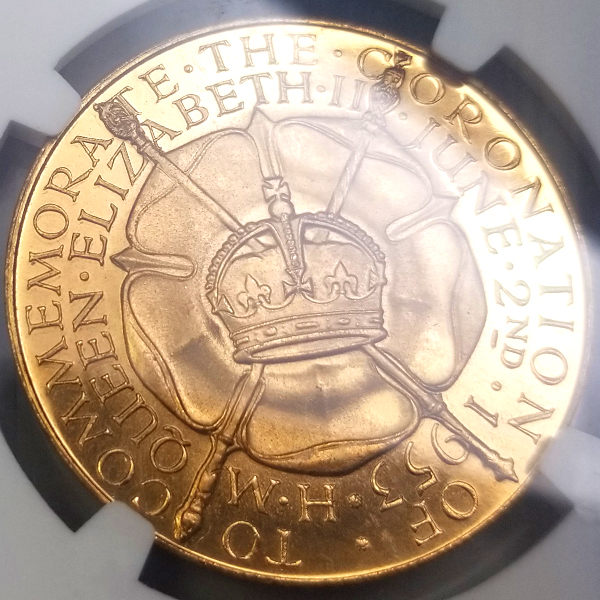 TO · COMMEMORATE · THE · CORONATION OF ·
H · M · QUEEN · ELIZABETH · II · JUNE · 2ND · 1953